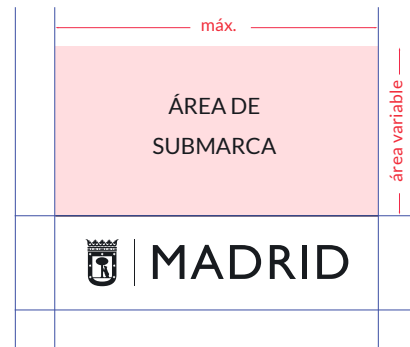 máx.
ÁREA DE
SUBMARCA
área variable
MADRID